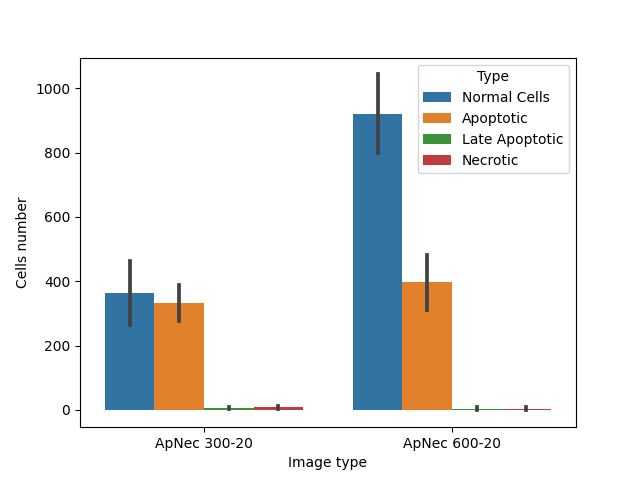 Type
Normal Cells
Apoptotic
Late Apoptotic
Necrotic
1000
800
600
400
200
0
Cells number
ApNec 300-20
ApNec 600-20
Image type